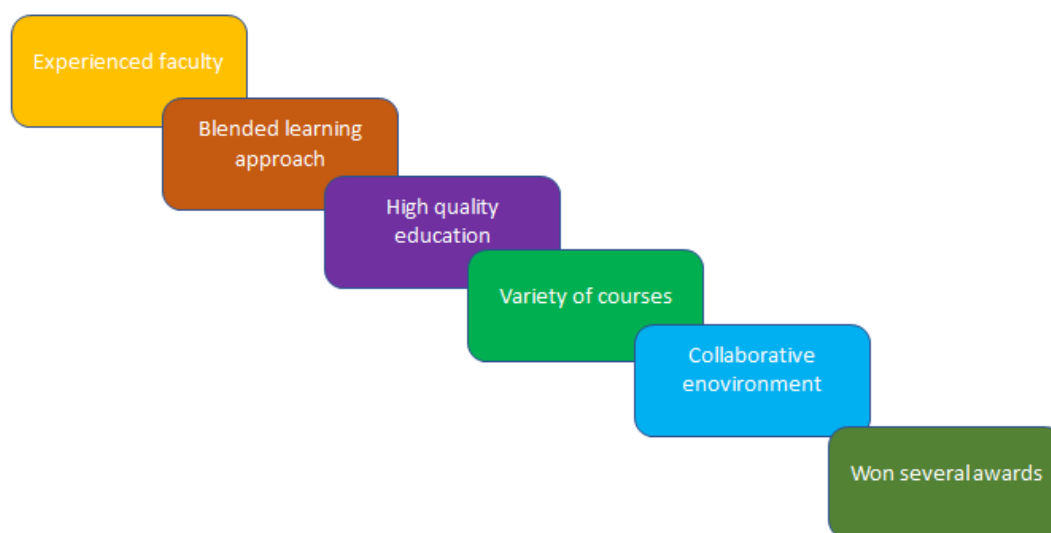 Experienced faculty
Blended learning
approach
High quality
education
Variety of courses
Collaborative
enovironment
Won several awards